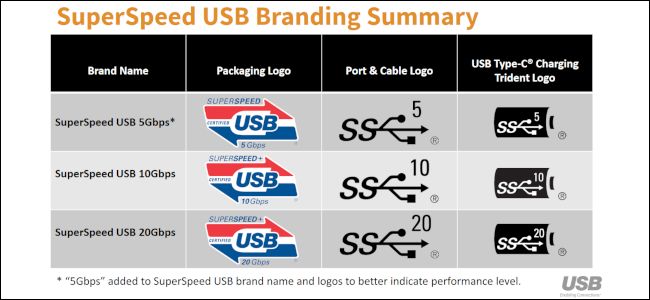 SuperSpeed USB Branding Summary
Brand Name
Packaging Logo
Port & Cable Logo
USB Type-C® Charging
Trident Logo
SuperSpeed USB 5Gbps*
SUPERSPEED
CERTIFIED
USB
5 Gbps
SS 5 ®
SS 5 ®
SuperSpeed USB 10Gbps
SUPERSPEED+
CERTIFIED
USB
10 Gbps
SS 10 ®
SS 10 ®
SuperSpeed USB 20Gbps
SUPERSPEED+
CERTIFIED
USB
20 Gbps
SS 20 ®
SS 20 ®
* “5Gbps” added to SuperSpeed USB brand name and logos to better indicate performance level.
USB
Enabling Connections™